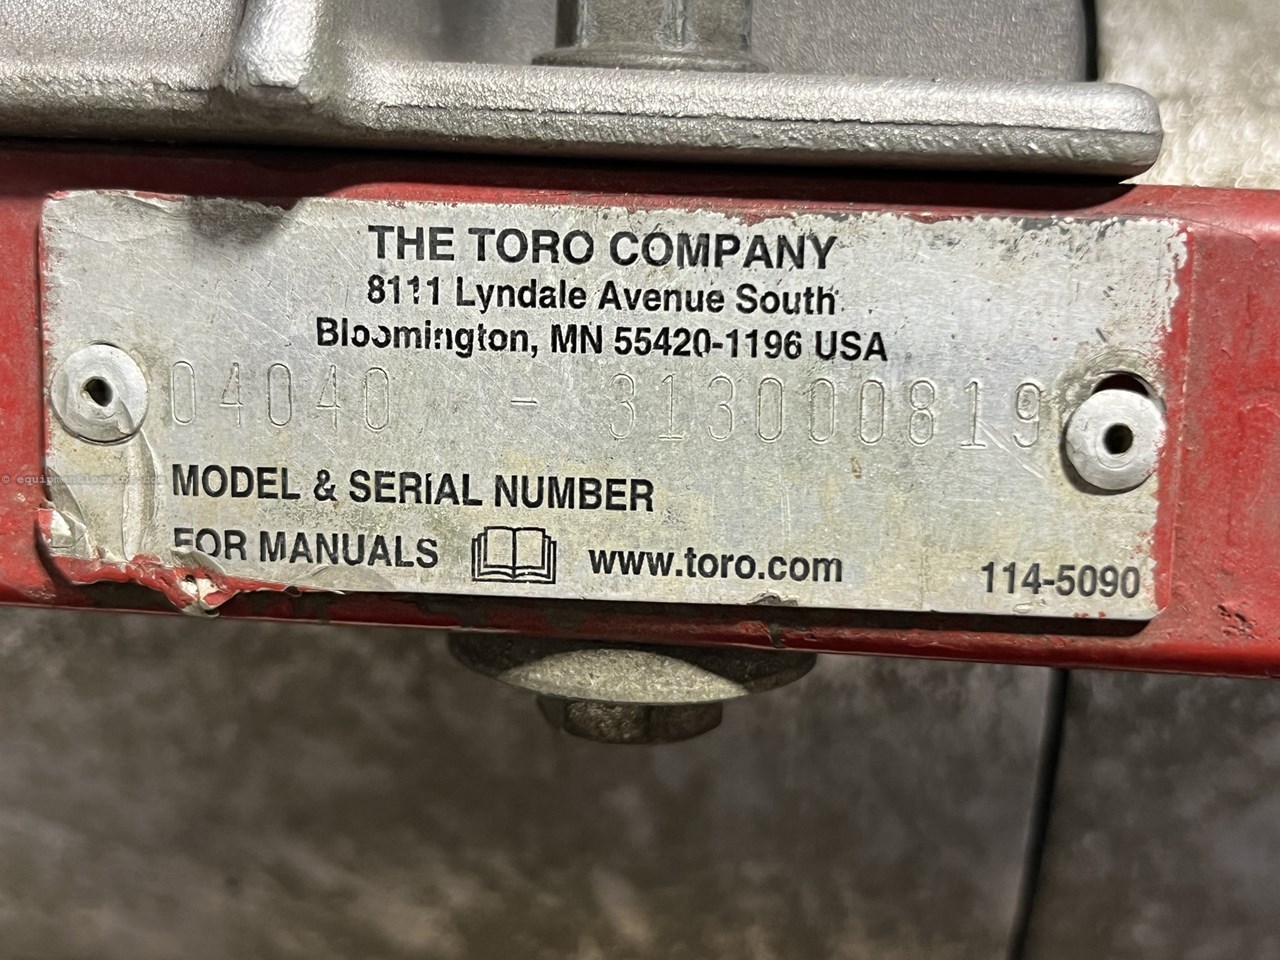 THE TORO COMPANY
8111 Lyndale Avenue South
Bloomington, MN 55420-1196 USA
04040 - 313000819
MODEL & SERIAL NUMBER
FOR MANUALS www.toro.com
114-5090